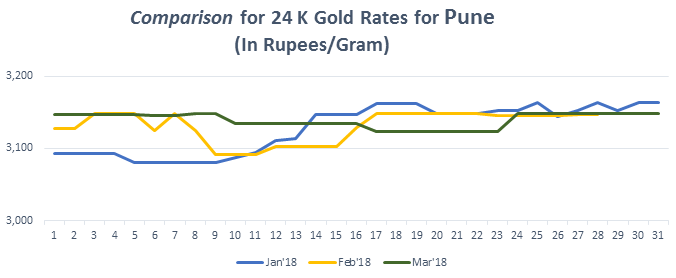 Comparison for 24 K Gold Rates for Pune
(In Rupees/Gram)
3,200
3,100
3,000
1 2 3 4 5 6 7 8 9 10 11 12 13 14 15 16 17 18 19 20 21 22 23 24 25 26 27 28 29 30 31
Jan'18 Feb'18 Mar'18